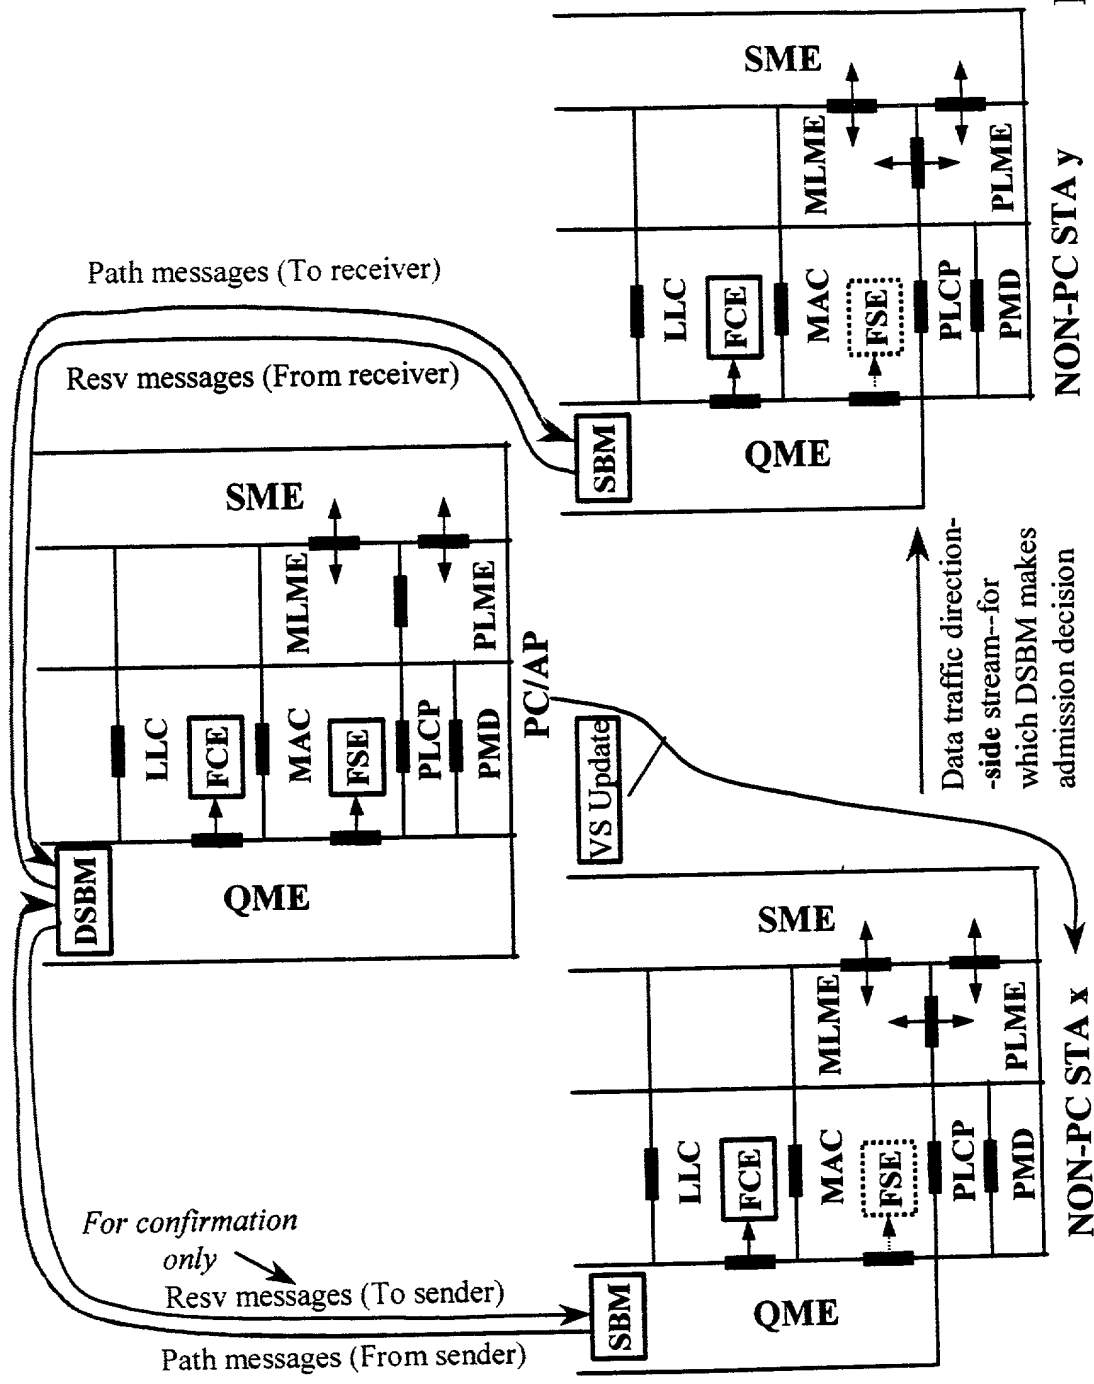 SME
MLME
PLME
LLC
FCE
MAC
FSE
PLCP
PMD
SBM
QME
NON-PC STA y
Path messages (To receiver)
Resv messages (From receiver)
SME
MLME
PLME
LLC
FCE
MAC
FSE
PLCP
PMD
DSBM
QME
PC/AP
VS Update
Data traffic direction-
-side stream--for
which DSBM makes
admission decision
SME
MLME
PLME
LLC
FCE
MAC
FSE
PLCP
PMD
SBM
QME
NON-PC STA x
For confirmation
only
Resv messages (To sender)
Path messages (From sender)